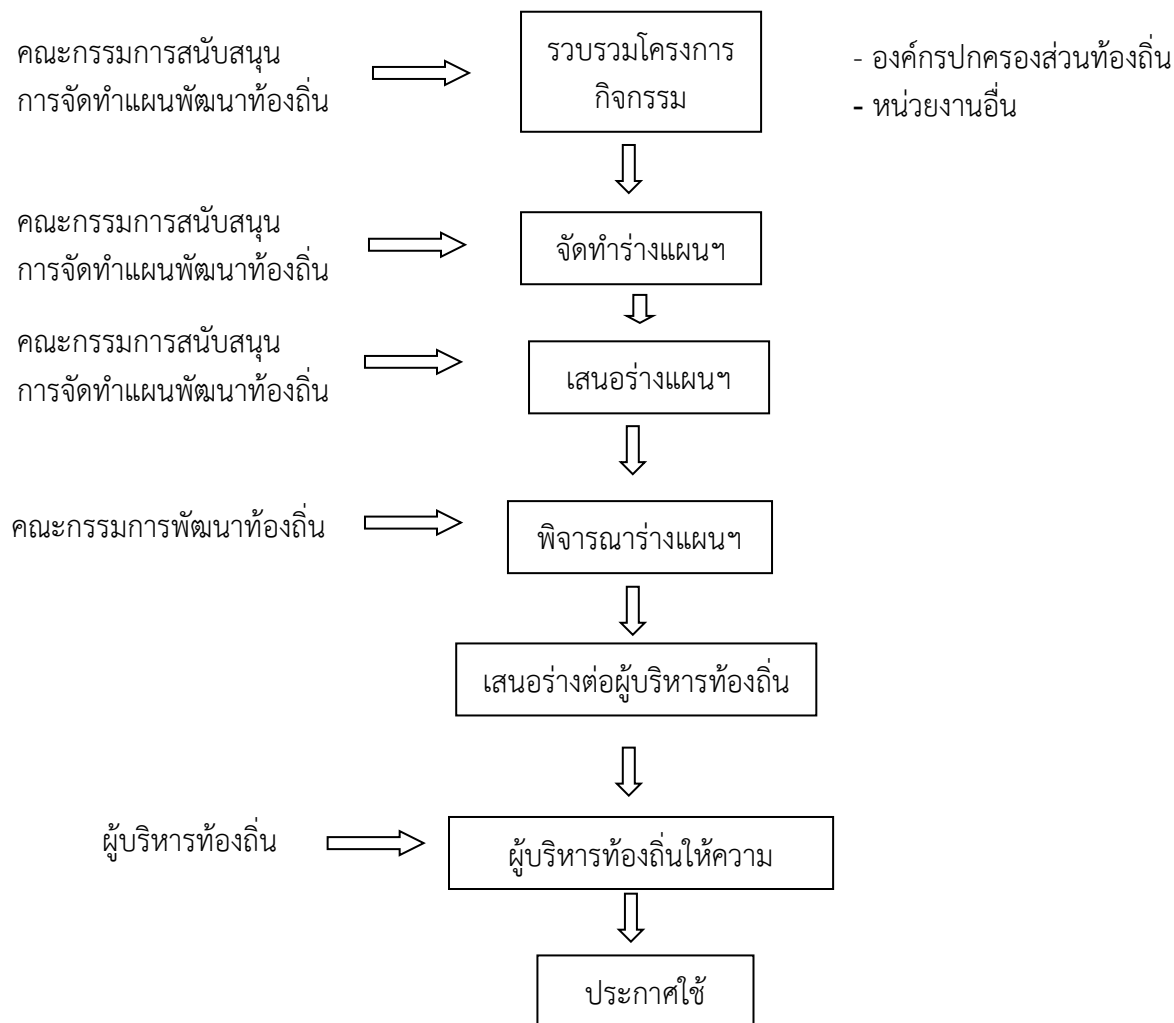 คณะกรรมการสนับสนุน
การจัดทำแผนพัฒนาท้องถิ่น
รวบรวมโครงการ
กิจกรรม
- องค์กรปกครองส่วนท้องถิ่น
- หน่วยงานอื่น
คณะกรรมการสนับสนุน
การจัดทำแผนพัฒนาท้องถิ่น
จัดทำร่างแผนฯ
คณะกรรมการสนับสนุน
การจัดทำแผนพัฒนาท้องถิ่น
เสนอร่างแผนฯ
คณะกรรมการพัฒนาท้องถิ่น
พิจารณาร่างแผนฯ
เสนอร่างต่อผู้บริหารท้องถิ่น
ผู้บริหารท้องถิ่น
ผู้บริหารท้องถิ่นให้ความ
ประกาศใช้